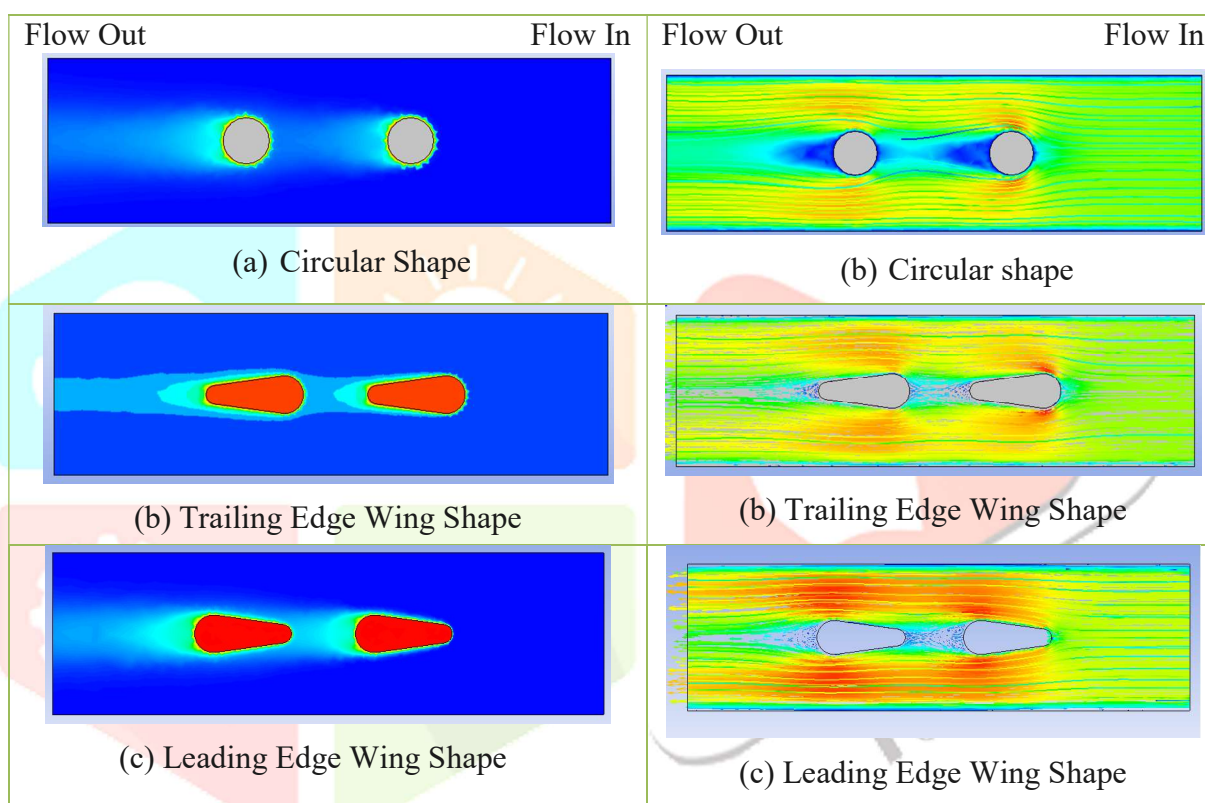 Flow Out Flow In
Flow Out Flow In
(a) Circular Shape
(b) Circular shape
(b) Trailing Edge Wing Shape
(b) Trailing Edge Wing Shape
(c) Leading Edge Wing Shape
(c) Leading Edge Wing Shape